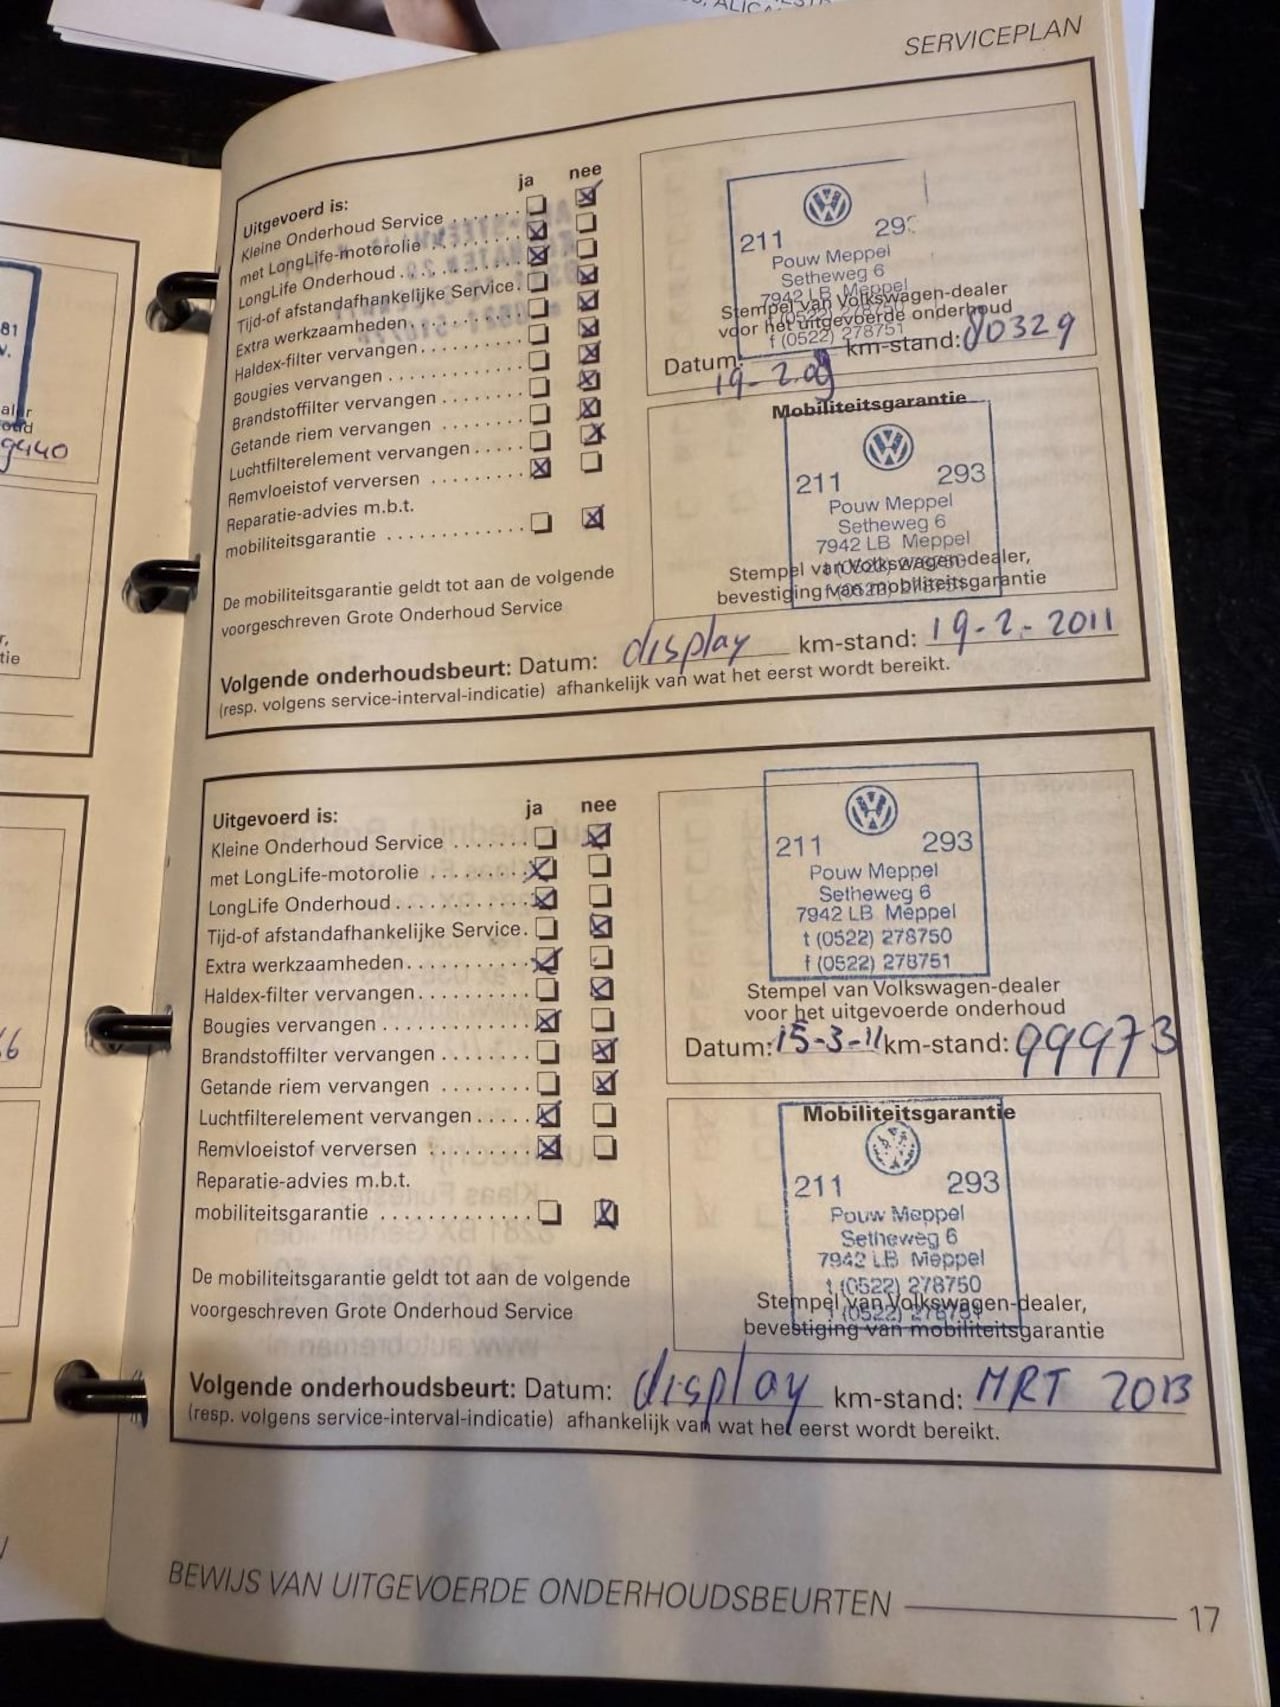 SERVICEPLAN
ja nee
Uitgevoerd is:
Kleine Onderhoud Service
met LongLife-motorolie
LongLife Onderhoud
Tijd-of afstandafhankelijke Service.
Extra werkzaamheden
Haldex-filter vervangen
Bougies vervangen
Brandstoffilter vervangen
Getande riem vervangen
Luchtfilterelement vervangen
Remvloeistof verversen
Reparatie-advies m.b.t.
mobiliteitsgarantie
De mobiliteitsgarantie geldt tot aan de volgende
voorgeschreven Grote Onderhoud Service
211 293
Pouw Meppel
Setheweg 6
7942 LB Meppel
f (0522) 278751
Stempel van Volkswagen-dealer
voor het uitgevoerde onderhoud
Datum: 19-2-09 km-stand: 80329
Mobiliteitsgarantie
211 293
Pouw Meppel
Setheweg 6
7942 LB Meppel
Stempel van Volkswagen-dealer,
bevestiging van mobiliteitsgarantie
Volgende onderhoudsbeurt: Datum: display km-stand: 19-2-2011
(resp. volgens service-interval-indicatie) afhankelijk van wat het eerst wordt bereikt.
ja nee
Uitgevoerd is:
Kleine Onderhoud Service
met LongLife-motorolie
LongLife Onderhoud
Tijd-of afstandafhankelijke Service.
Extra werkzaamheden
Haldex-filter vervangen
Bougies vervangen
Brandstoffilter vervangen
Getande riem vervangen
Luchtfilterelement vervangen
Remvloeistof verversen
Reparatie-advies m.b.t.
mobiliteitsgarantie
De mobiliteitsgarantie geldt tot aan de volgende
voorgeschreven Grote Onderhoud Service
211 293
Pouw Meppel
Setheweg 6
7942 LB Meppel
t (0522) 278750
f (0522) 278751
Stempel van Volkswagen-dealer
voor het uitgevoerde onderhoud
Datum: 15-3-11 km-stand: 99973
Mobiliteitsgarantie
211 293
Pouw Meppel
Setheweg 6
7942 LB Meppel
t (0522) 278750
f (0522) 278751
Stempel van Volkswagen-dealer,
bevestiging van mobiliteitsgarantie
Volgende onderhoudsbeurt: Datum: display km-stand: MRT 2013
(resp. volgens service-interval-indicatie) afhankelijk van wat het eerst wordt bereikt.
BEWIJS VAN UITGEVOERDE ONDERHOUDSBEURTEN 17